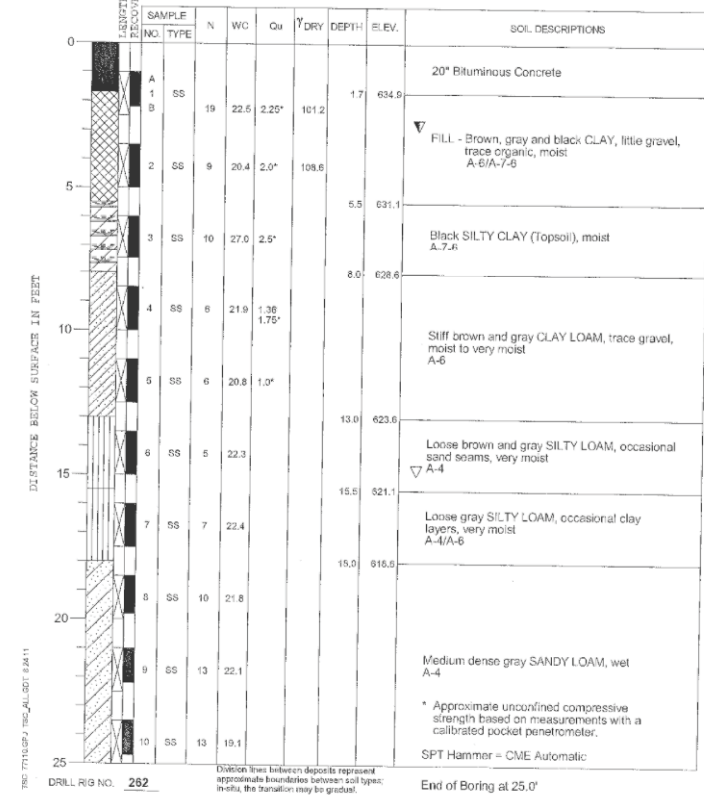 LENGTH
RECOVE
SAMPLE
NO. TYPE
N WC Qu γDRY DEPTH ELEV. SOIL DESCRIPTIONS
0
20" Bituminous Concrete
A
1 SS
B 19 22.5 2.25* 101.2
1.7 634.9
FILL - Brown, gray and black CLAY, little gravel,
trace organic, moist
A-6/A-7-6
2 SS 9 20.4 2.0* 108.6
5
5.5 631.1
3 SS 10 27.0 2.5*
Black SILTY CLAY (Topsoil), moist
A-7-6
8.0 628.6
4 SS 21.9 1.36
1.75*
10
Stiff brown and gray CLAY LOAM, trace gravel,
moist to very moist
A-6
5 SS 6 20.8 1.0*
13.0 623.6
6 SS 5 22.3
Loose brown and gray SILTY LOAM, occasional
sand seams, very moist
A-4
15
15.5 621.1
7 SS 7 22.4
Loose gray SILTY LOAM, occasional clay
layers, very moist
A-4/A-6
8 SS 10 21.8
20
9 SS 13 22.1
Medium dense gray SANDY LOAM, wet
A-4
* Approximate unconfined compressive
strength based on measurements with a
calibrated pocket penetrometer.
10 SS 13 19.1
SPT Hammer = CME Automatic
25
DISTANCE BELOW SURFACE IN FEET
DRILL RIG NO. 262
Division lines between deposits represent
approximate boundaries between soil types;
in-situ, the transition may be gradual.
End of Boring at 25.0'